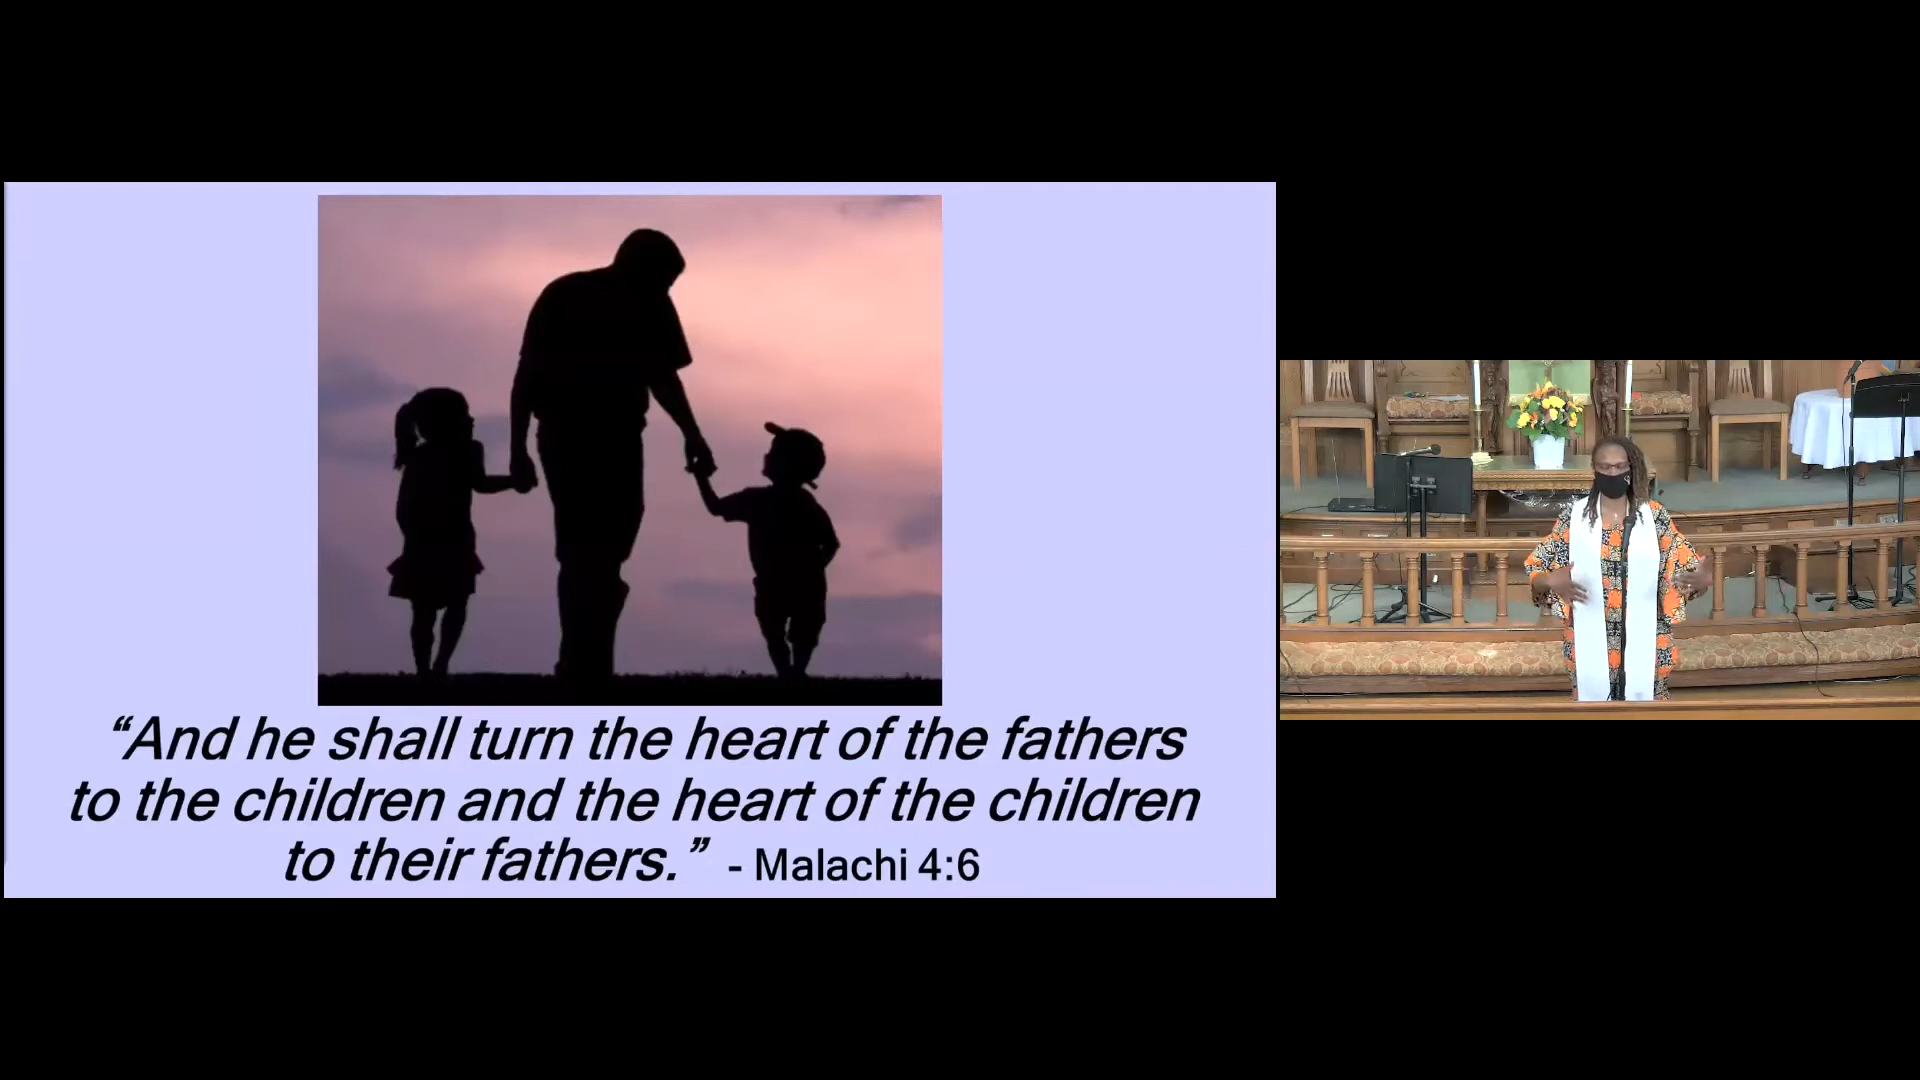 “And he shall turn the heart of the fathers
to the children and the heart of the children
to their fathers.” - Malachi 4:6